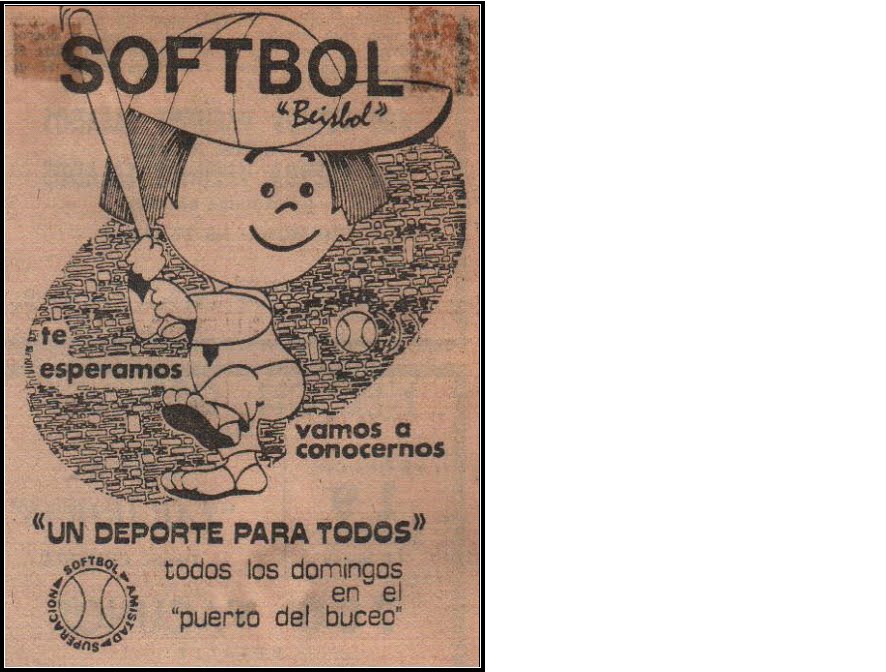 SOFTBOL
“Beisbol”
te
esperamos
vamos a
conocernos
“UN DEPORTE PARA TODOS”
SOFTBOL AMISTAD SUPERACION
todos los domingos
en el
“puerto del buceo”